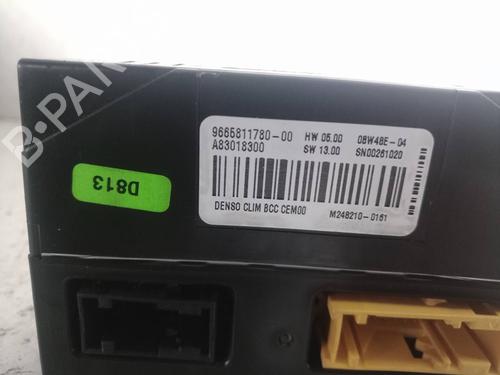 9665811780-00 HW 05.00 08W48E-04
A83018300 SW 13.00 SN00261020
DENSO CLIM BCC CEM00 M248210-0161
D813